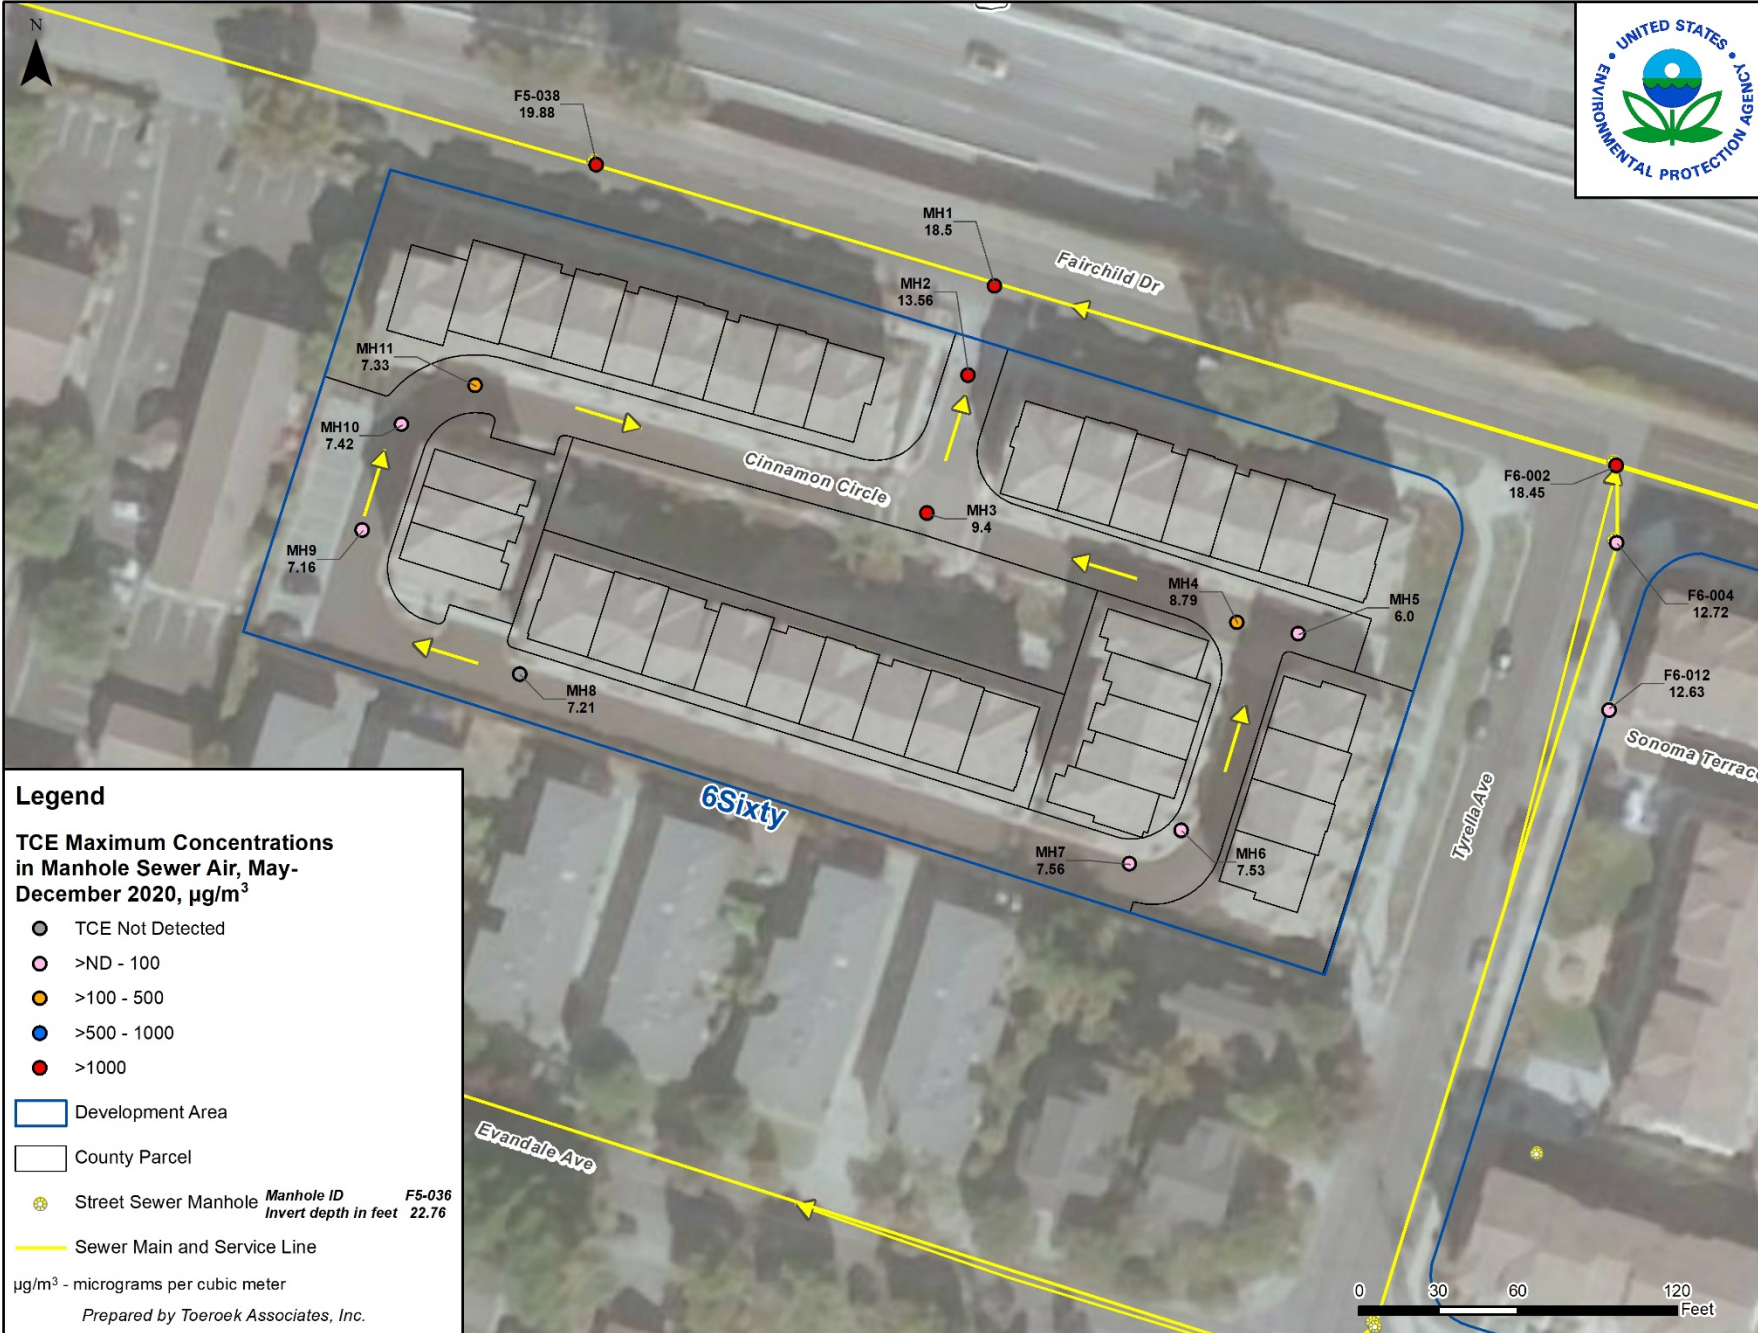 N
UNITED STATES
ENVIRONMENTAL PROTECTION AGENCY
F5-038
19.88
MH1
18.5
Fairchild Dr
MH2
13.56
MH11
7.33
MH10
7.42
Cinnamon Circle
F6-002
18.45
MH3
9.4
MH9
7.16
MH4
8.79
MH5
6.0
F6-004
12.72
MH8
7.21
F6-012
12.63
Sonoma Terrace
6Sixty
Tyrella Ave
MH7
7.56
MH6
7.53
Evandale Ave
Legend
TCE Maximum Concentrations
in Manhole Sewer Air, May-
December 2020, µg/m³
TCE Not Detected
>ND - 100
>100 - 500
>500 - 1000
>1000
Development Area
County Parcel
Street Sewer Manhole Manhole ID F5-036
Invert depth in feet 22.76
Sewer Main and Service Line
µg/m³ - micrograms per cubic meter
Prepared by Toeroek Associates, Inc.
0 30 60 120
Feet